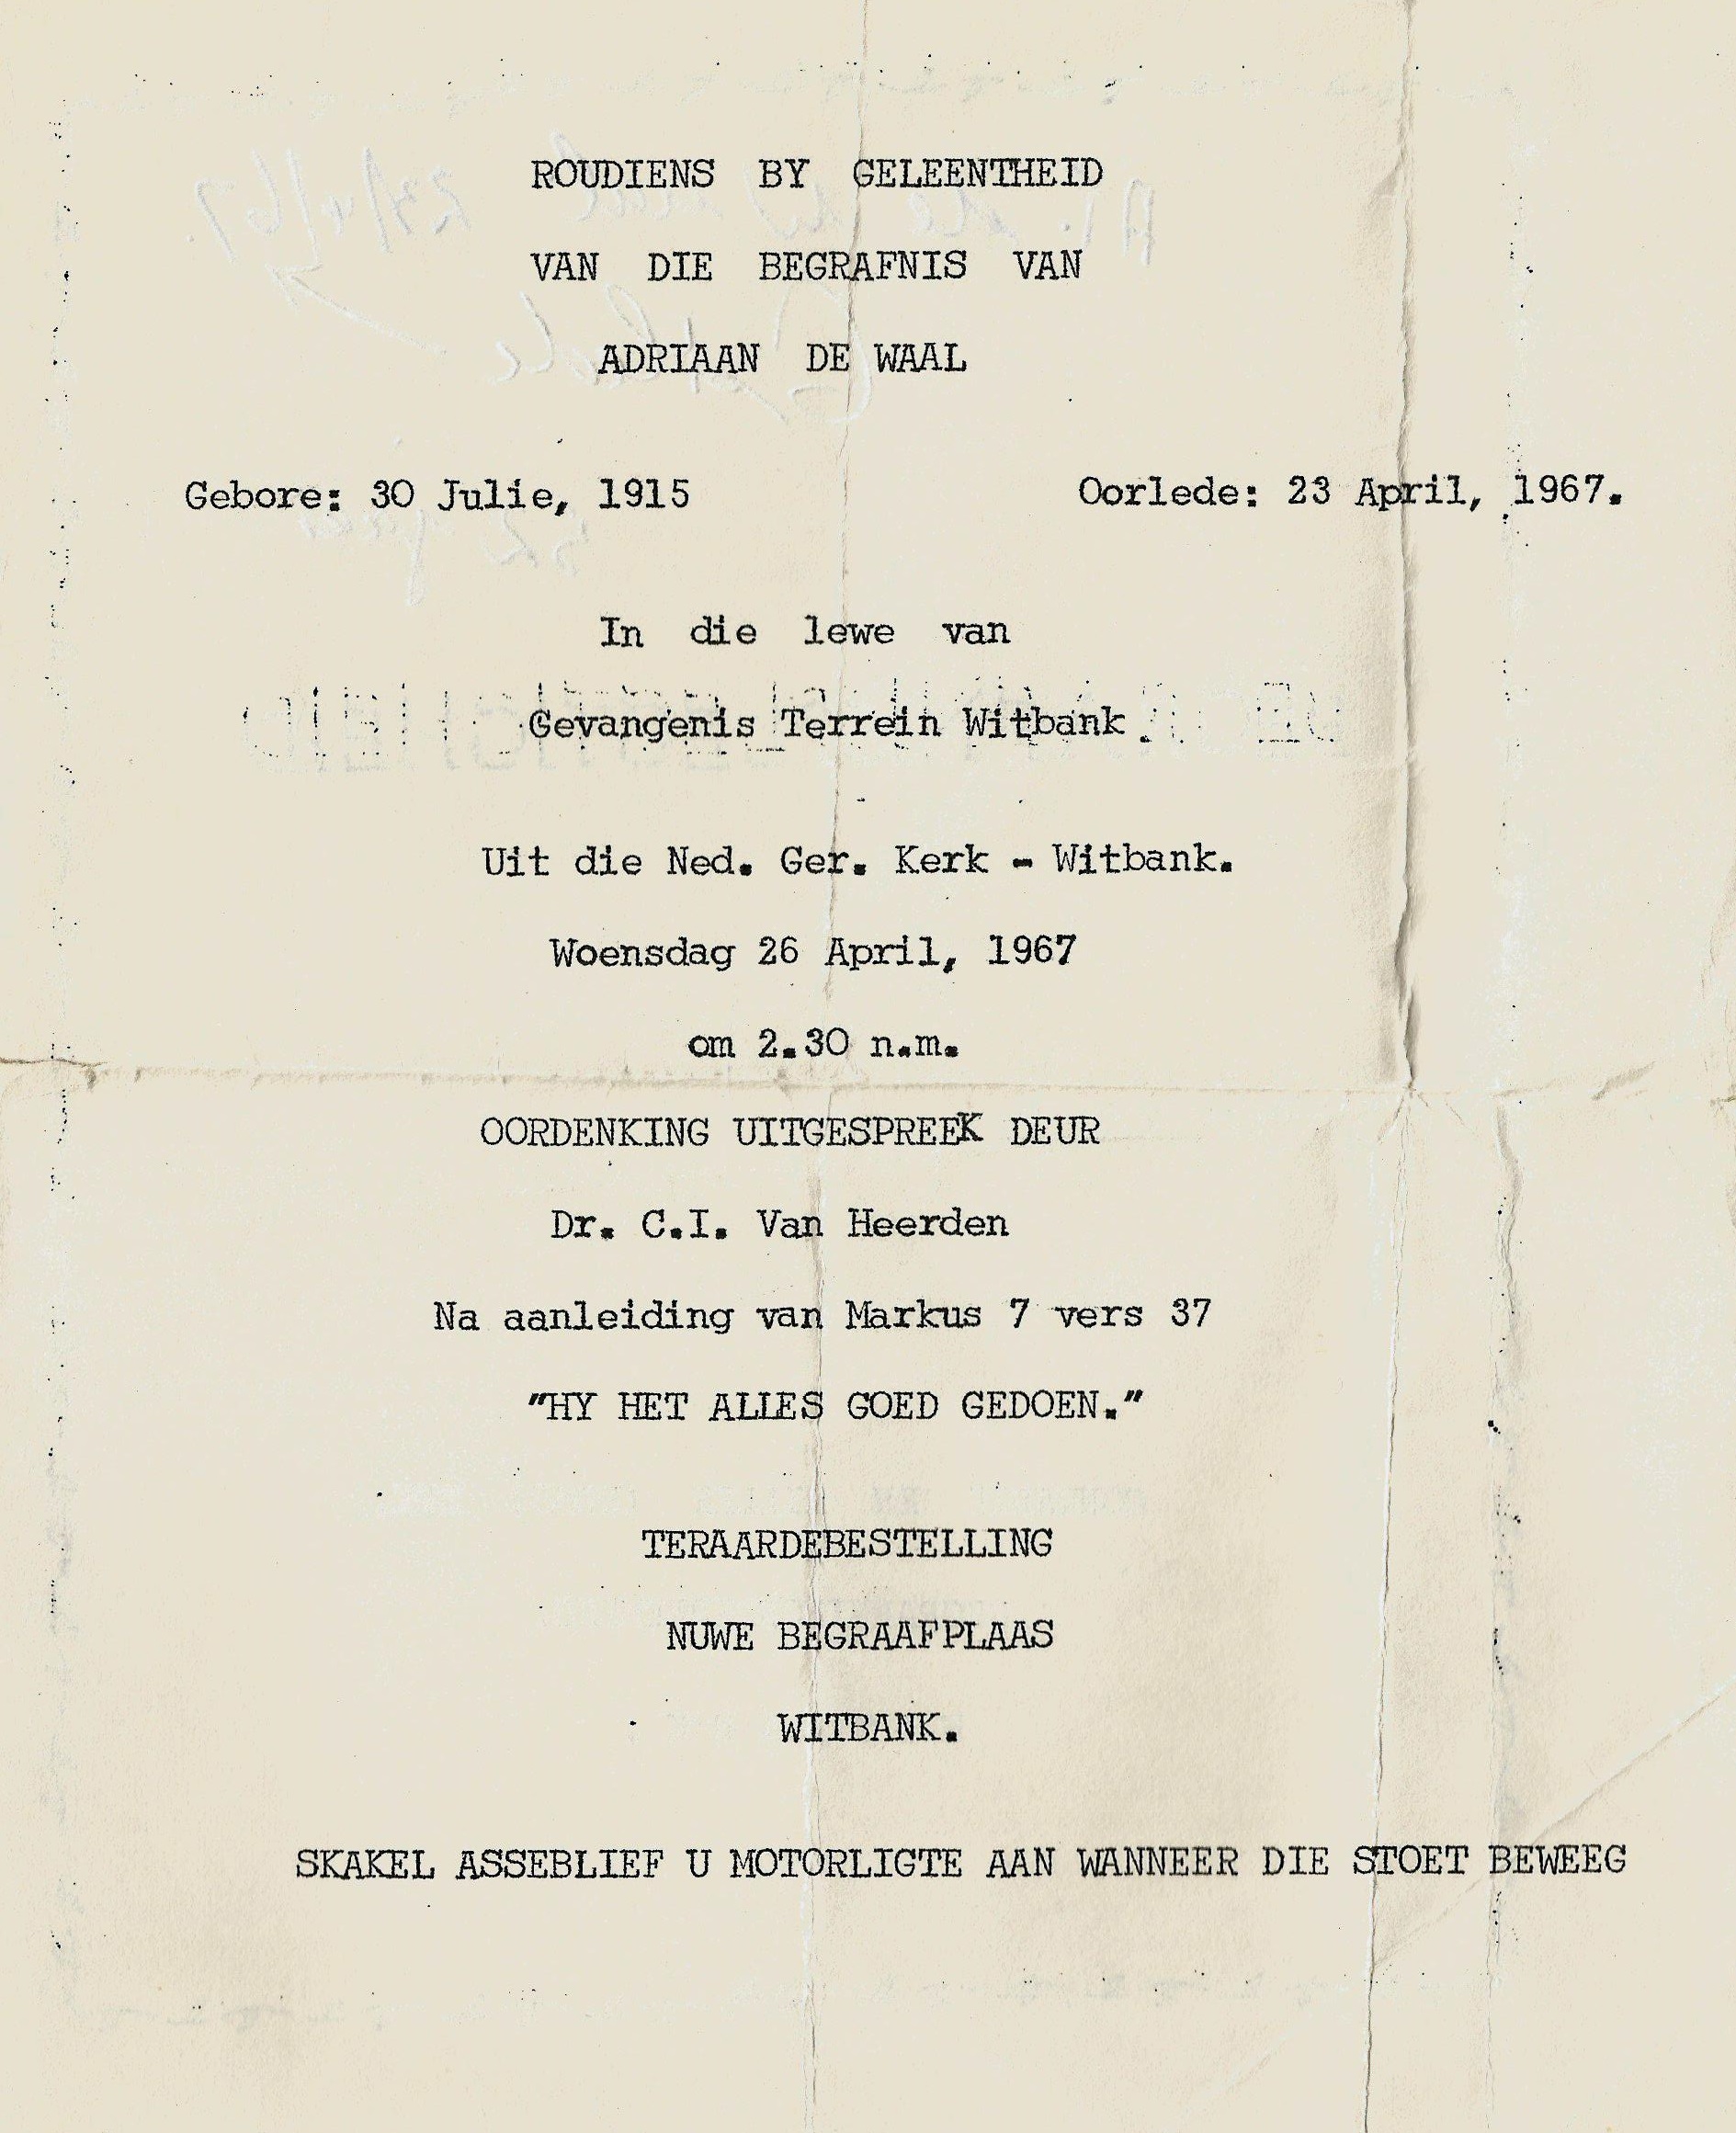 ROUDIENS BY GELEENTHEID
VAN DIE BEGRAFNIS VAN
ADRIAAN DE WAAL
Gebore: 30 Julie, 1915 Oorlede: 23 April, 1967.
In die lewe van
Gevangenis Terrein Witbank.
Uit die Ned. Ger. Kerk - Witbank.
Woensdag 26 April, 1967
om 2.30 n.m.
OORDENKING UITGESPREEK DEUR
Dr. C.I. Van Heerden
Na aanleiding van Markus 7 vers 37
"HY HET ALLES GOED GEDOEN."
TERAARDEBESTELLING
NUWE BEGRAAFPLAAS
WITBANK.
SKAKEL ASSEBLIEF U MOTORLIGTE AAN WANNEER DIE STOET BEWEEG